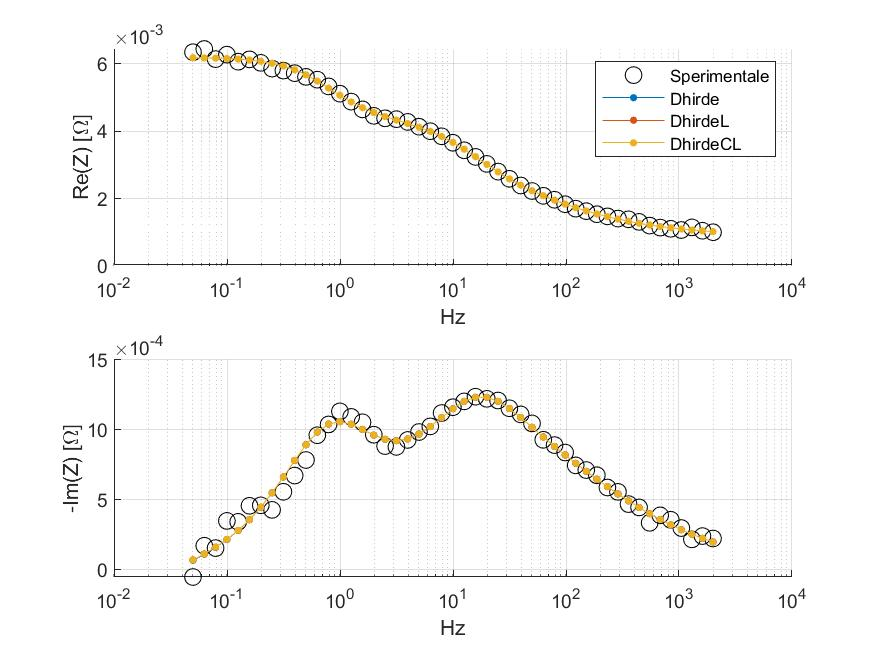 ×10⁻³
6
4
2
0
Re(Z) [Ω]
10⁻² 10⁻¹ 10⁰ 10¹ 10² 10³ 10⁴
Hz
Sperimentale
Dhirde
DhirdeL
DhirdeCL
×10⁻⁴
15
10
5
0
-Im(Z) [Ω]
10⁻² 10⁻¹ 10⁰ 10¹ 10² 10³ 10⁴
Hz